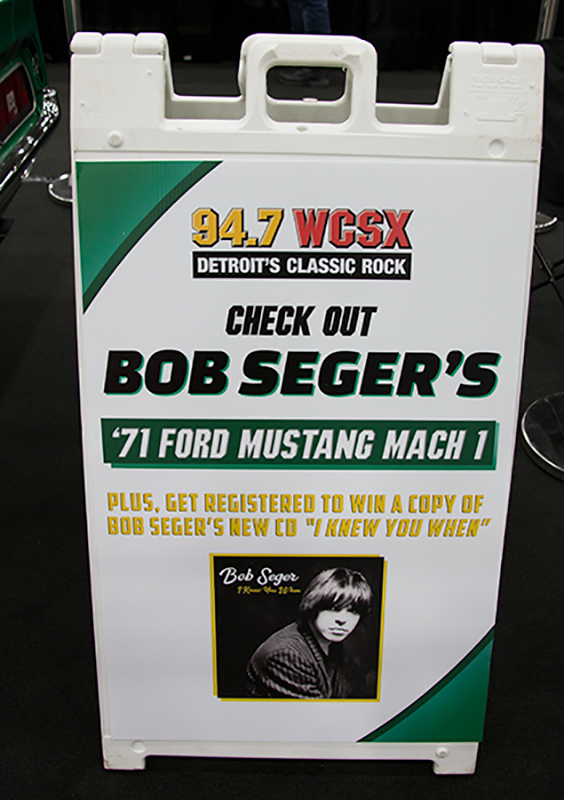 94.7 WCSX
DETROIT'S CLASSIC ROCK
CHECK OUT
BOB SEGER'S
'71 FORD MUSTANG MACH 1
PLUS, GET REGISTERED TO WIN A COPY OF
BOB SEGER'S NEW CD "I KNEW YOU WHEN"
Bob Seger
I Knew You When